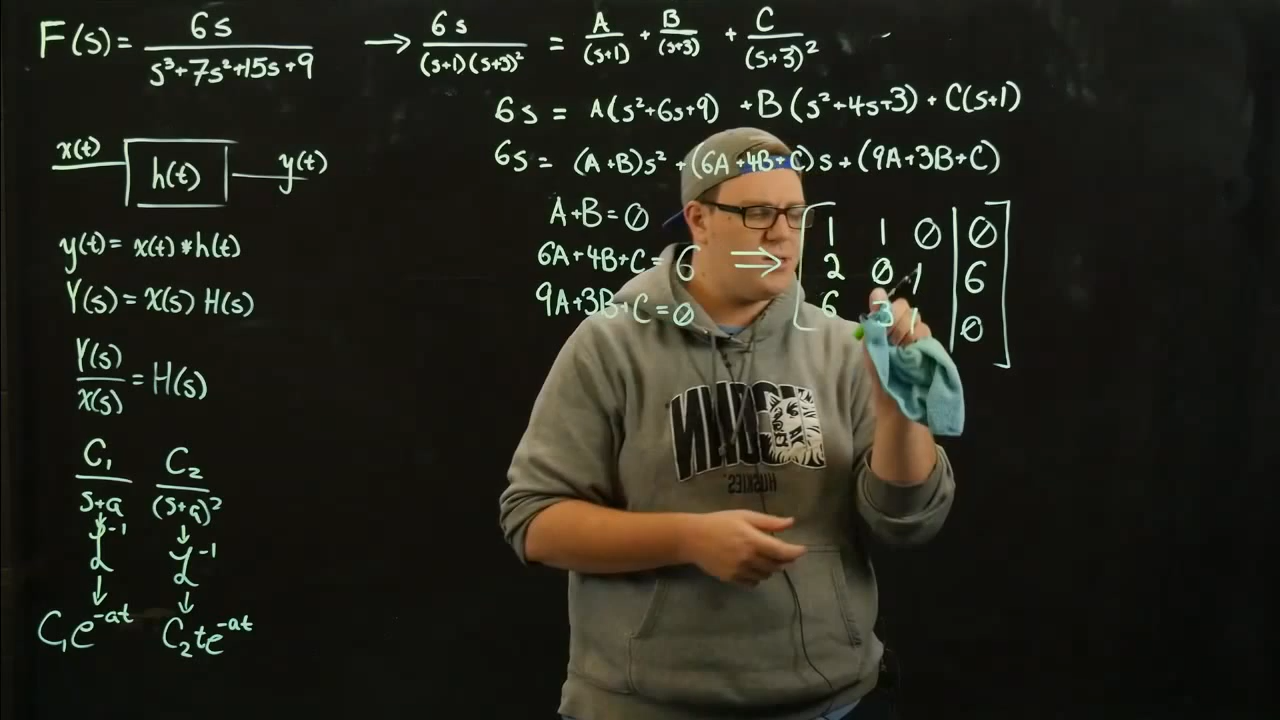 F(s) = 6s / (s³+7s²+15s+9) → 6s / ((s+1)(s+3)²) = A/(s+1) + B/(s+3) + C/(s+3)²
6s = A(s²+6s+9) + B(s²+4s+3) + C(s+1)
6s = (A+B)s² + (6A+4B+C)s + (9A+3B+C)
A+B=0
6A+4B+C=6 ⇒
9A+3B+C=0
1 1 0 | 0
2 0 1 | 6
6 3 1 | 0
x(t) h(t) y(t)
y(t) = x(t) * h(t)
Y(s) = X(s) H(s)
Y(s)/X(s) = H(s)
C₁/(s+a) C₂/(s+a)²
↓ ↓
ℒ⁻¹ ℒ⁻¹
↓ ↓
C₁e^-at C₂te^-at
HUSKIES